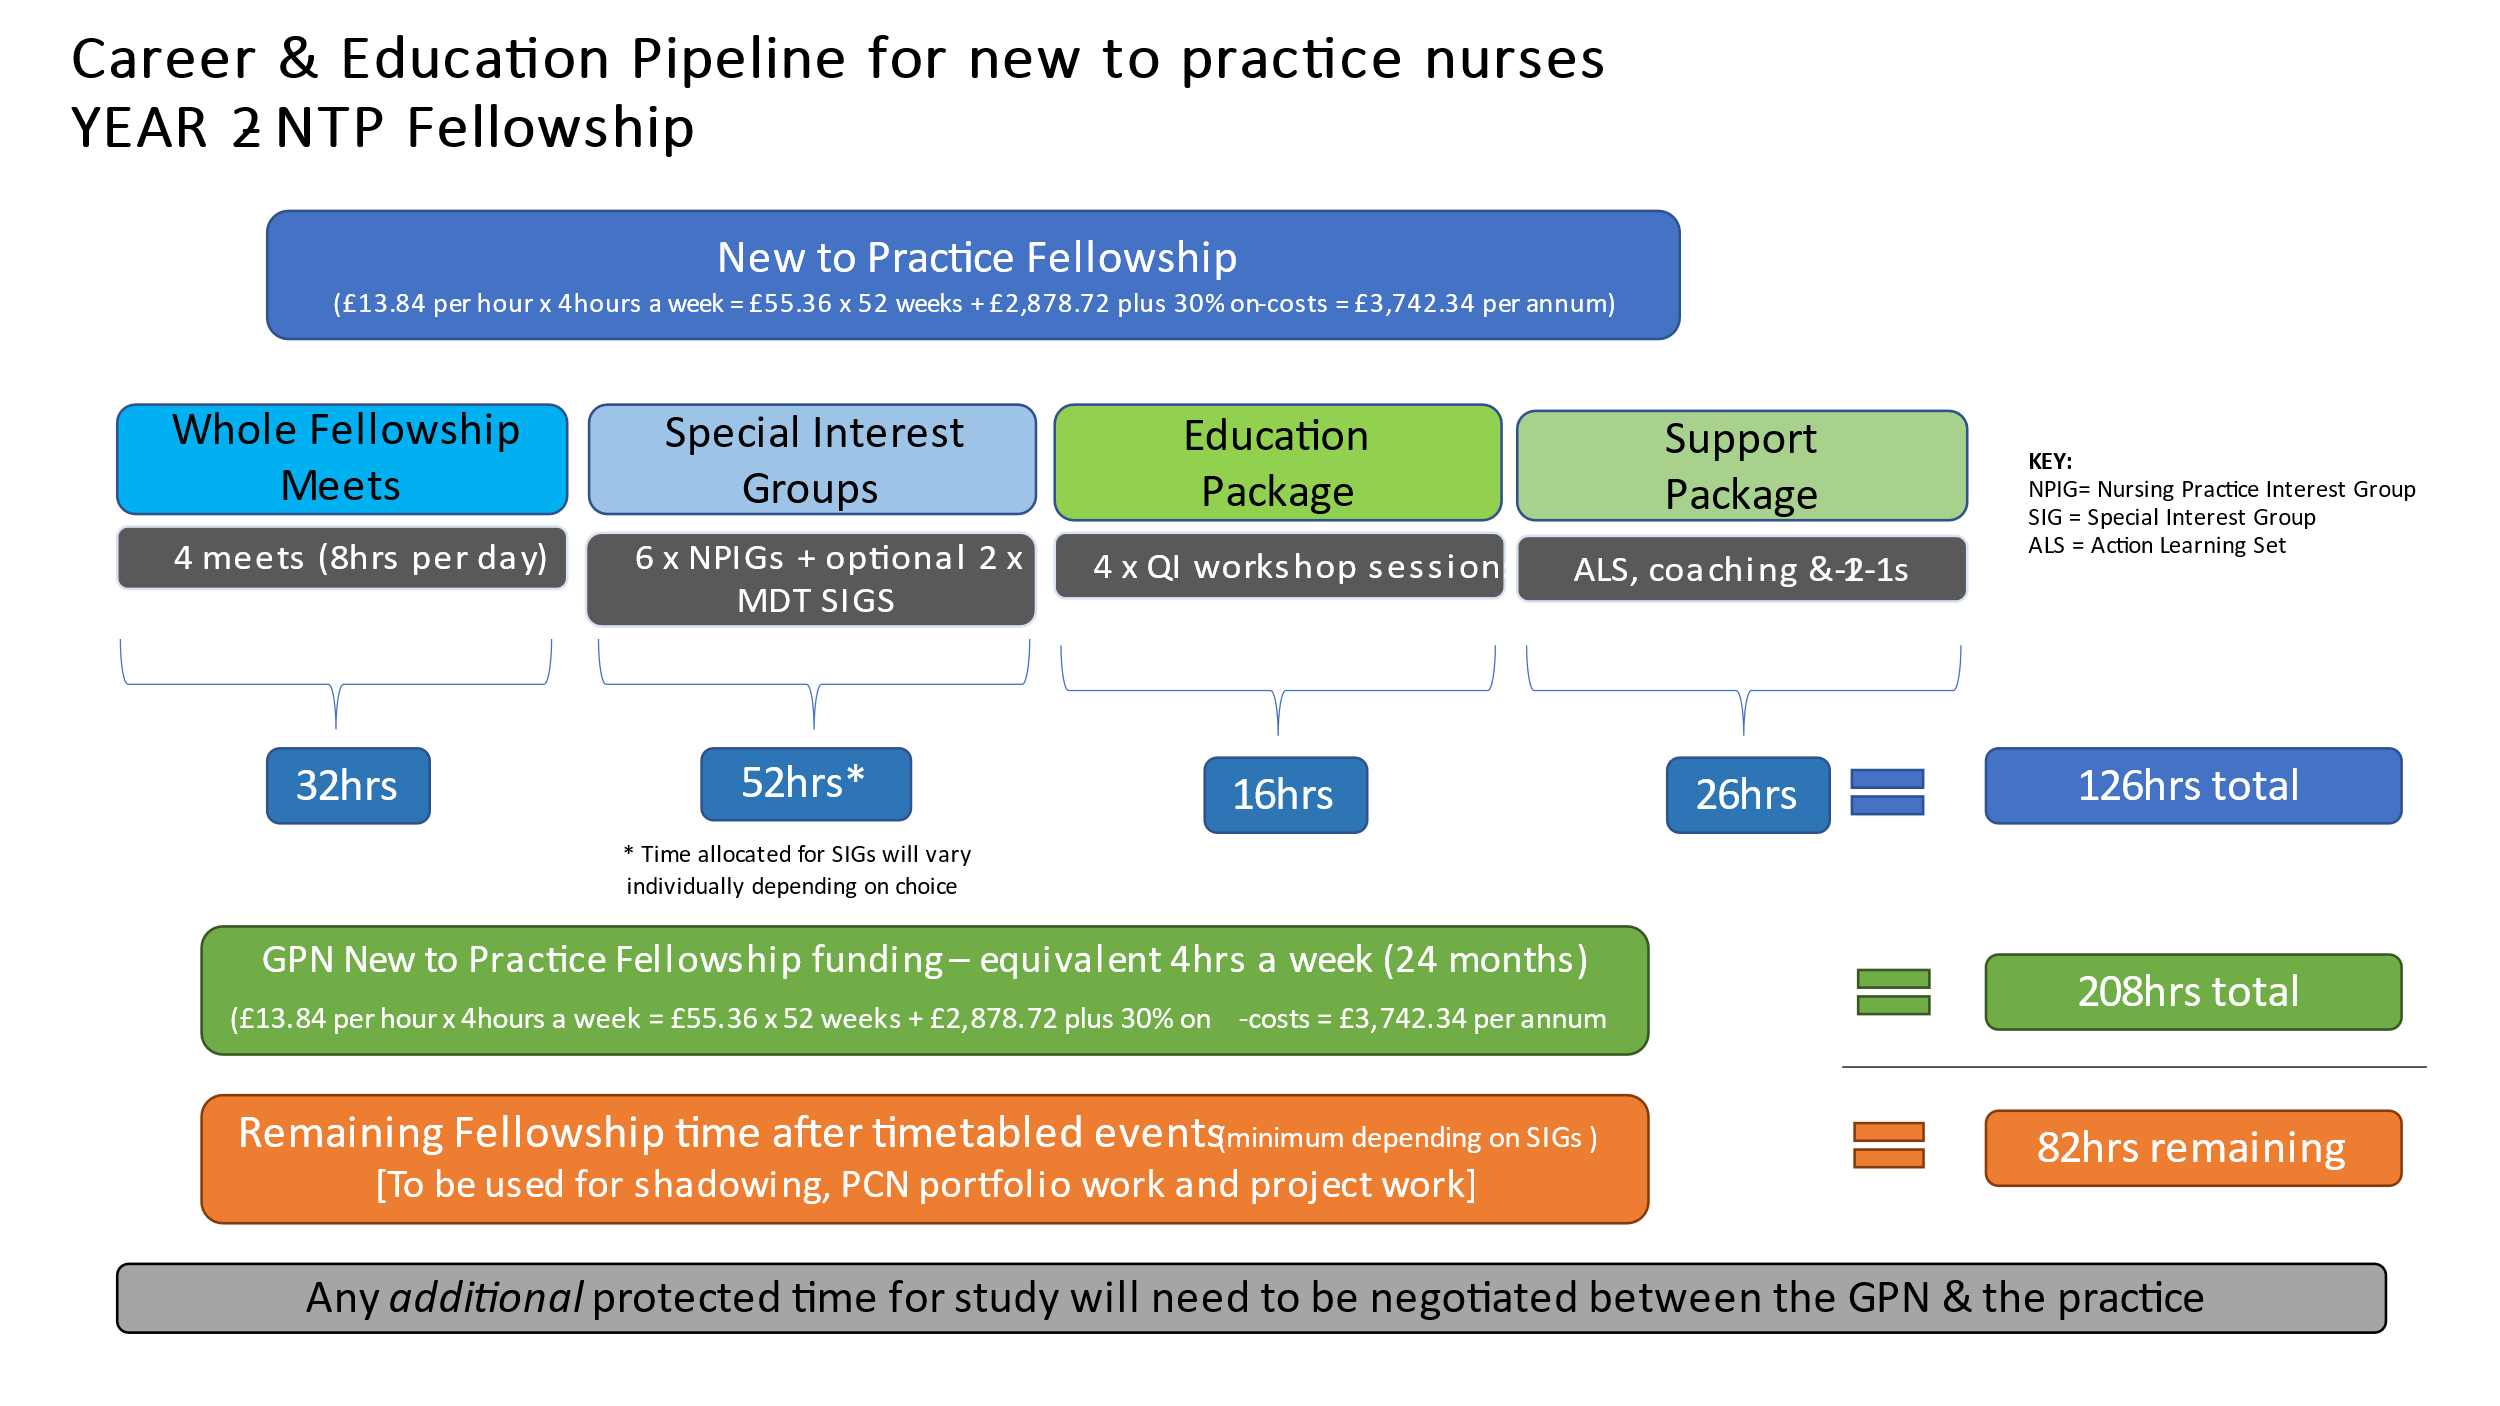 Career & Education Pipeline for new to practice nurses
YEAR 2- NTP Fellowship
New to Practice Fellowship
(£13.84 per hour x 4hours a week = £55.36 x 52 weeks + £2,878.72 plus 30% on-costs = £3,742.34 per annum)
Whole Fellowship
Meets
Special Interest
Groups
Education
Package
Support
Package
4 meets (8hrs per day)
6 x NPIGs + optional 2 x
MDT SIGS
4 x QI workshop session
ALS, coaching & 1-2-1s
KEY:
NPIG= Nursing Practice Interest Group
SIG = Special Interest Group
ALS = Action Learning Set
32hrs
52hrs*
16hrs
26hrs
126hrs total
* Time allocated for SIGs will vary
individually depending on choice
GPN New to Practice Fellowship funding – equivalent 4hrs a week (24 months)
(£13.84 per hour x 4hours a week = £55.36 x 52 weeks + £2,878.72 plus 30% on -costs = £3,742.34 per annum
208hrs total
Remaining Fellowship time after timetabled events (minimum depending on SIGs )
[To be used for shadowing, PCN portfolio work and project work]
82hrs remaining
Any additional protected time for study will need to be negotiated between the GPN & the practice